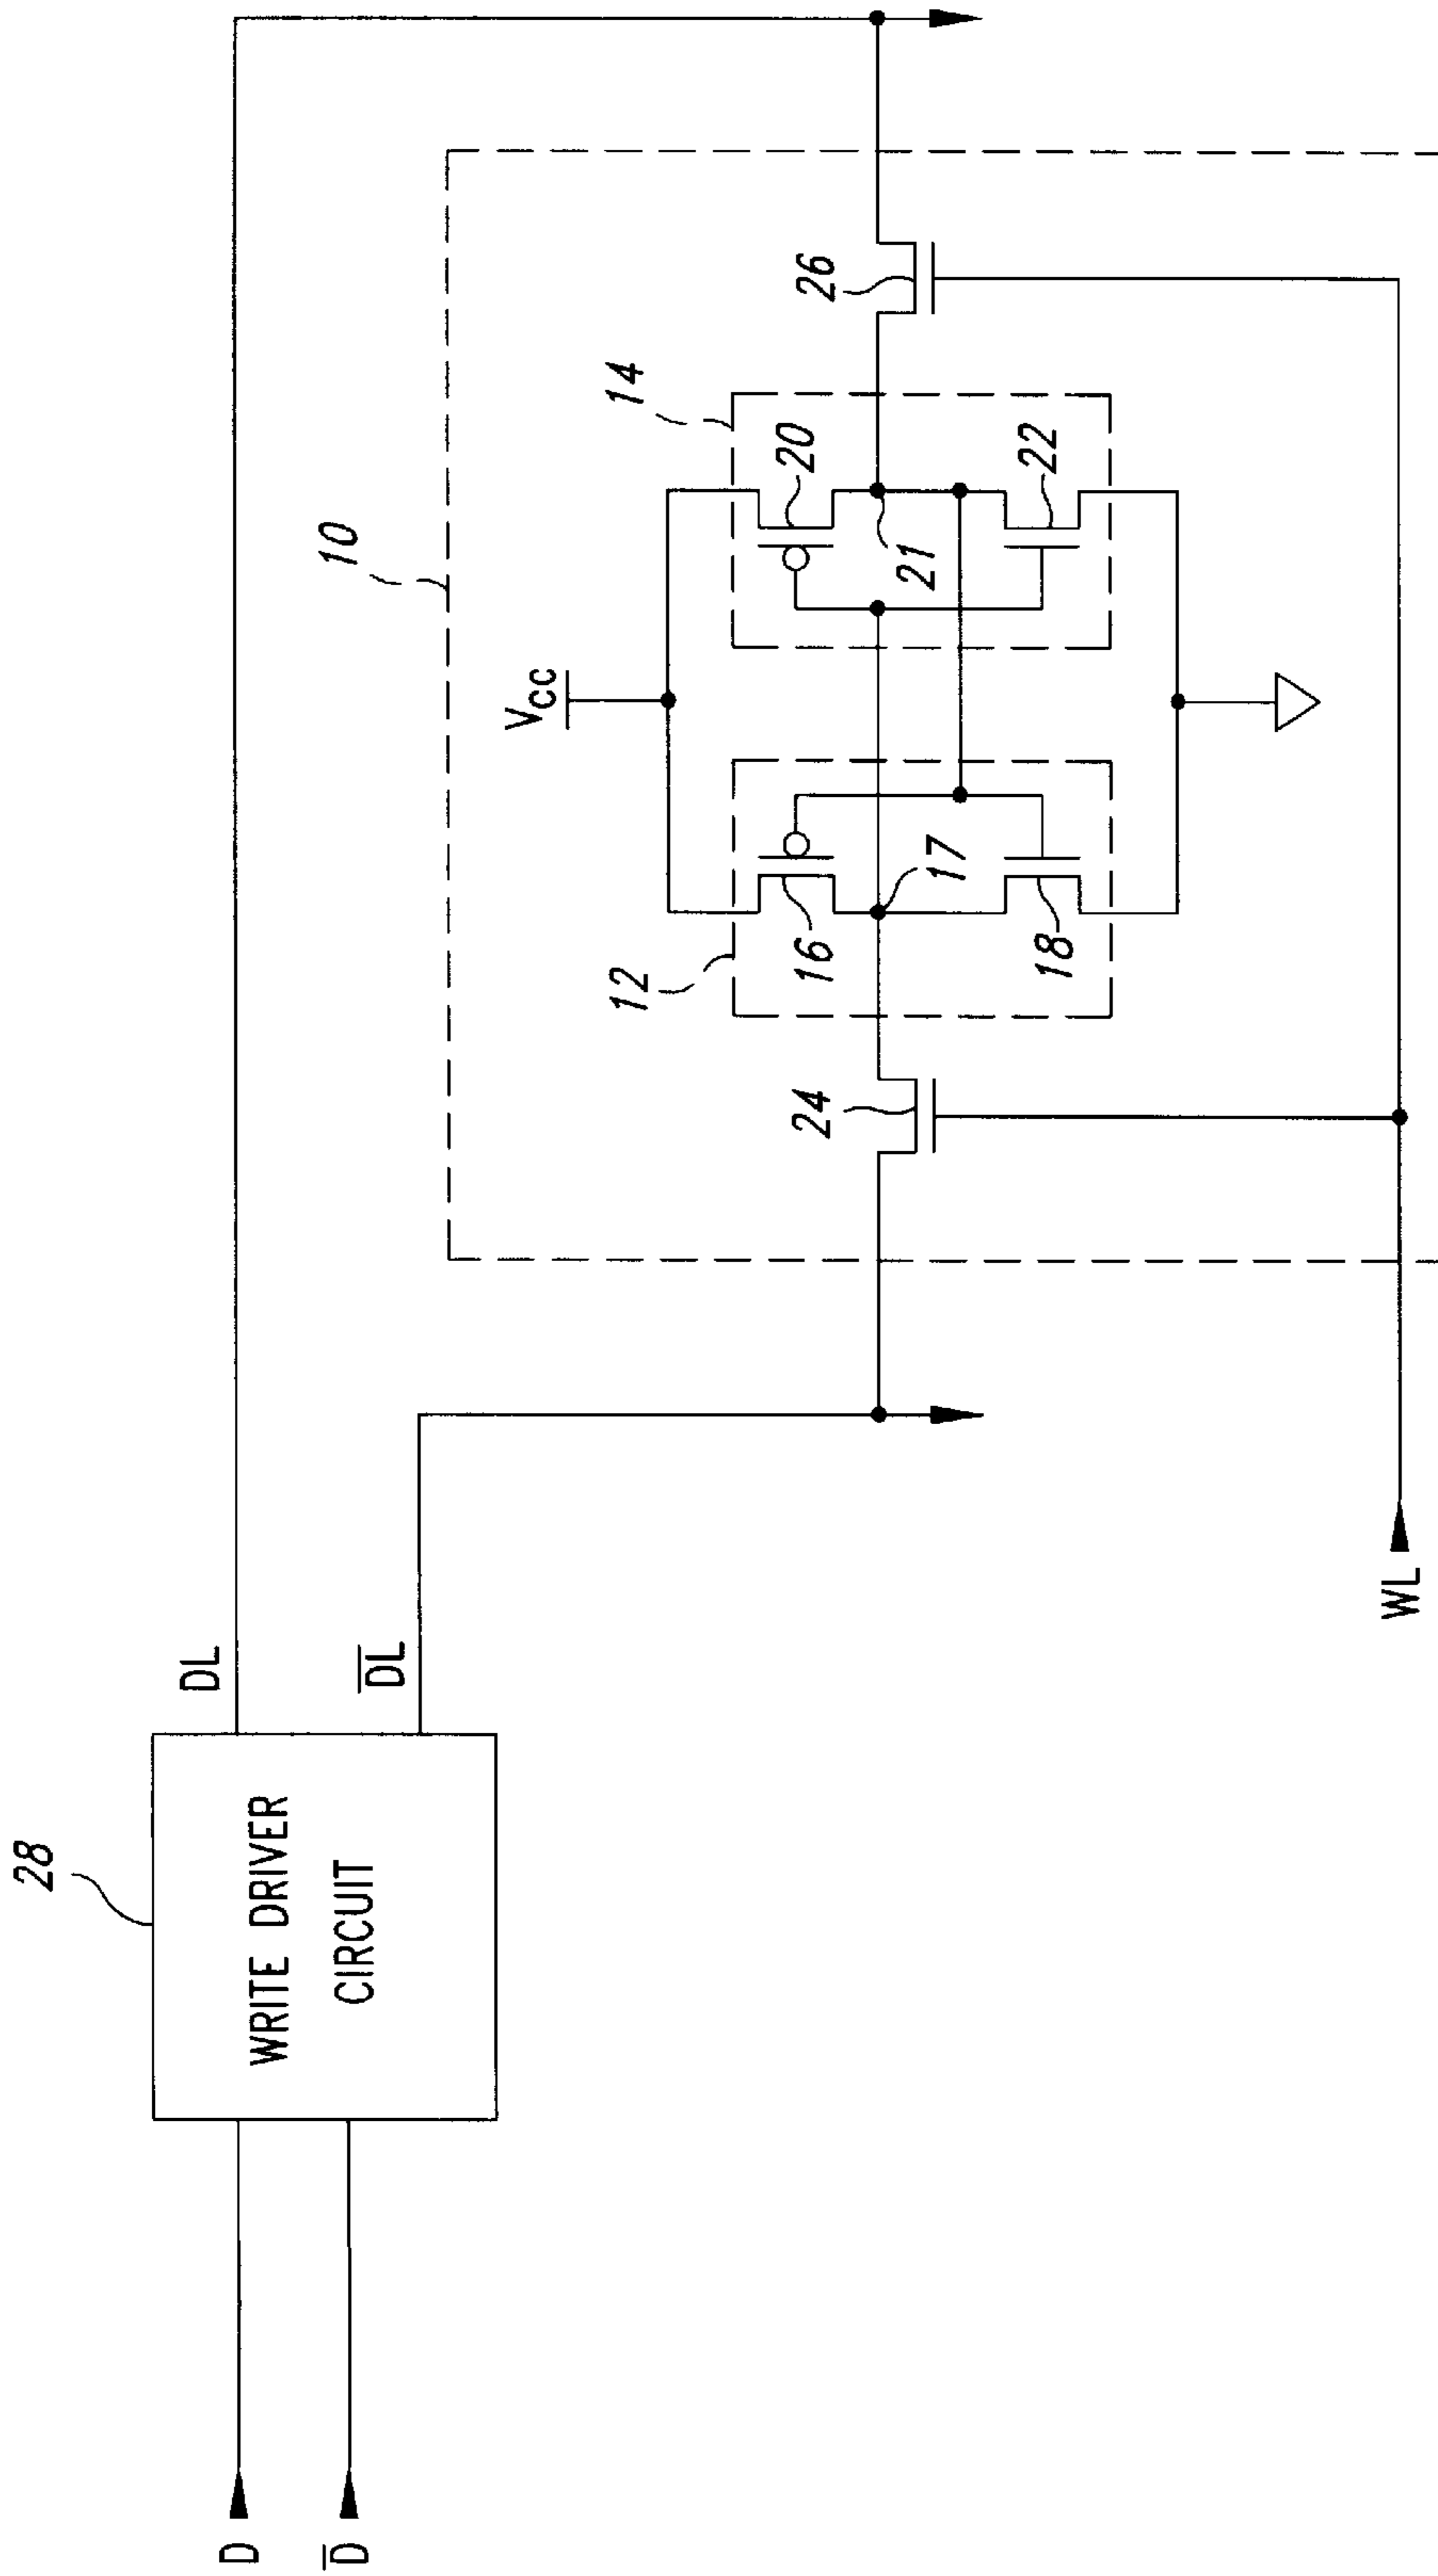 28
WRITE DRIVER
CIRCUIT
D
D̅
DL
D̅L̅
10
VCC
12
14
16
20
17
21
18
22
24
26
WL